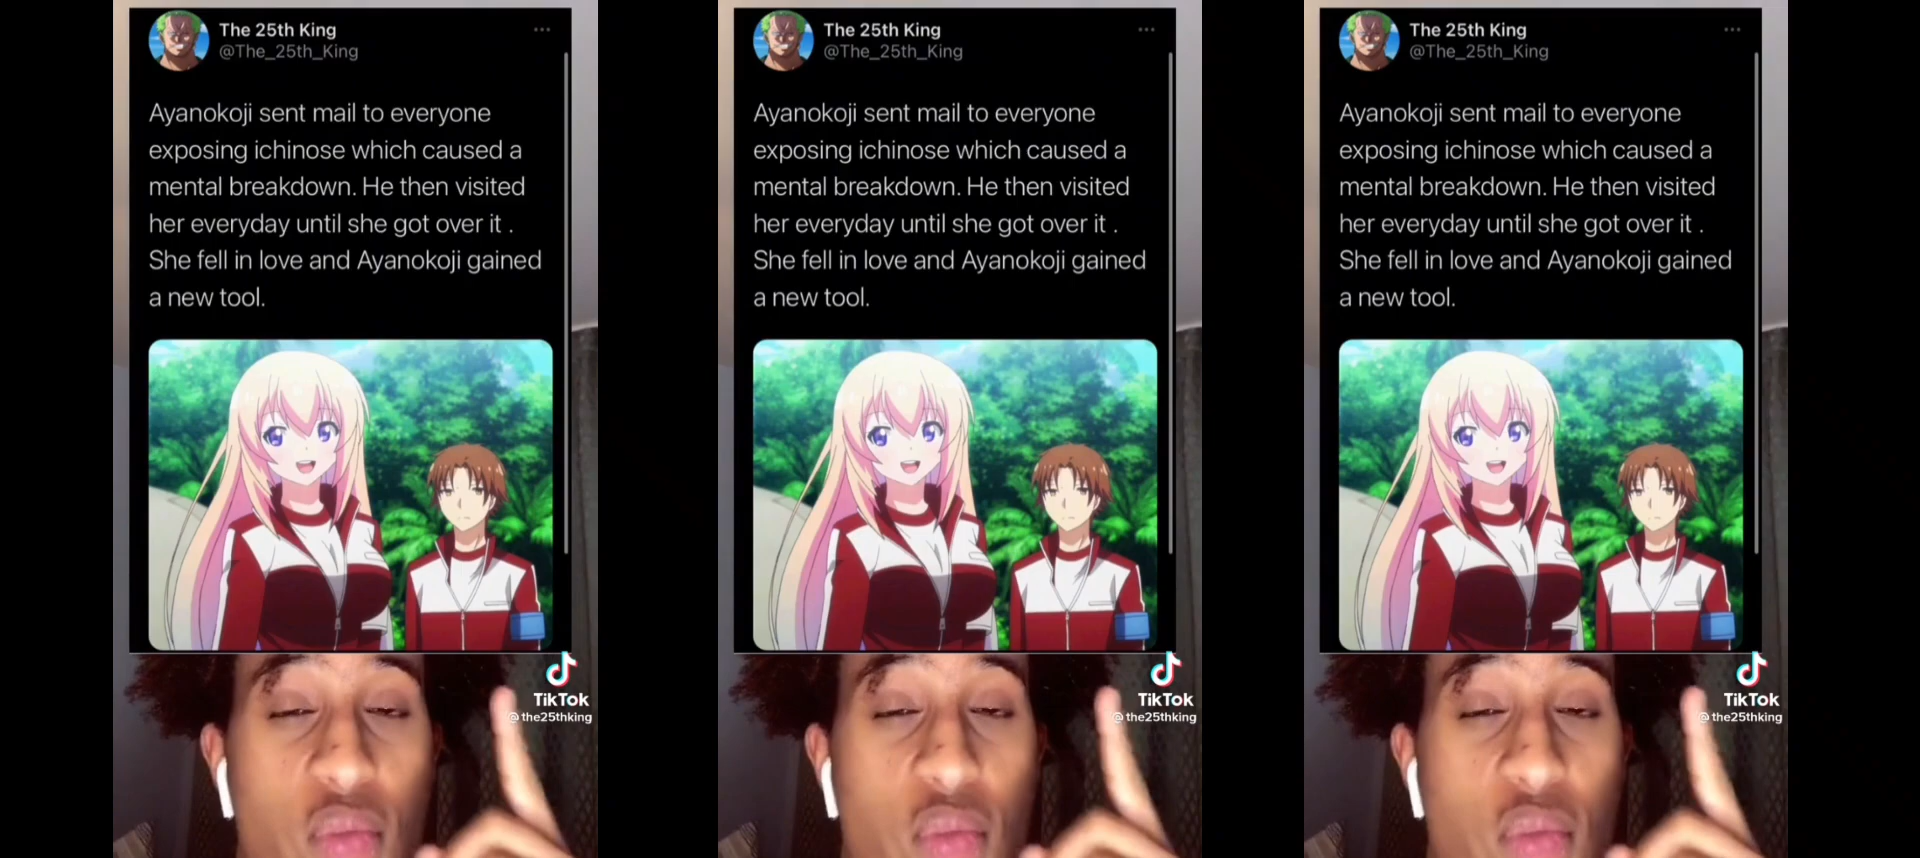 The 25th King
@The_25th_King
Ayanokoji sent mail to everyone
exposing ichinose which caused a
mental breakdown. He then visited
her everyday until she got over it .
She fell in love and Ayanokoji gained
a new tool.
TikTok
@the25thking
The 25th King
@The_25th_King
Ayanokoji sent mail to everyone
exposing ichinose which caused a
mental breakdown. He then visited
her everyday until she got over it .
She fell in love and Ayanokoji gained
a new tool.
TikTok
@the25thking
The 25th King
@The_25th_King
Ayanokoji sent mail to everyone
exposing ichinose which caused a
mental breakdown. He then visited
her everyday until she got over it .
She fell in love and Ayanokoji gained
a new tool.
TikTok
@the25thking